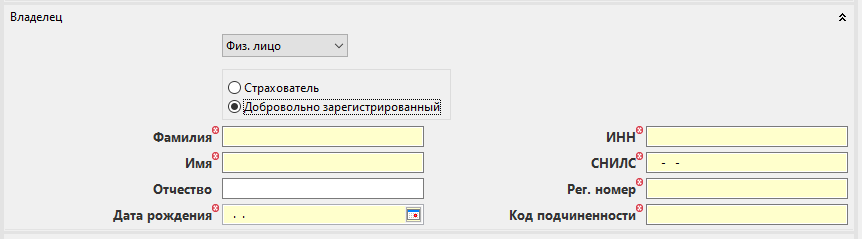 Владелец
Физ. лицо
Страхователь
Добровольно зарегистрированный
Фамилия
ИНН
Имя
СНИЛС - -
Отчество
Рег. номер
Дата рождения . .
Код подчиненности